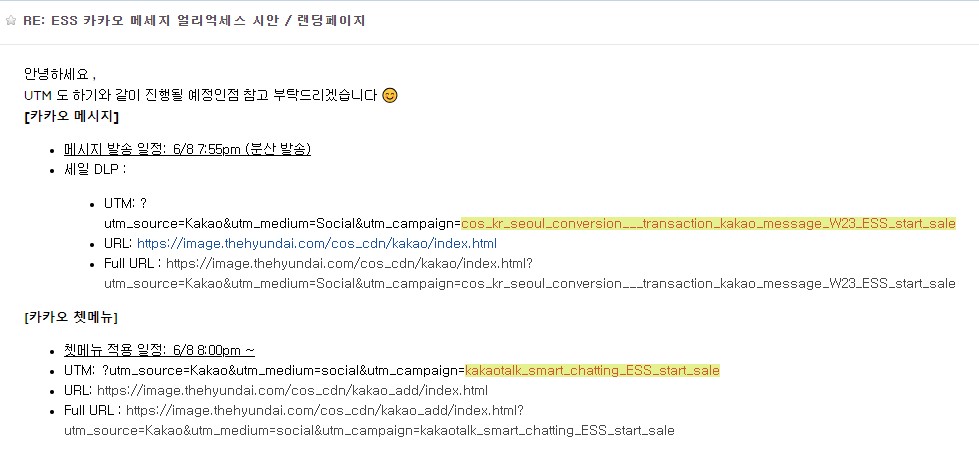 RE: ESS 카카오 메세지 얼리억세스 시안 / 랜딩페이지
안녕하세요 ,
UTM 도 하기와 같이 진행될 예정인점 참고 부탁드리겠습니다 😊
[카카오 메시지]
• 메시지 발송 일정: 6/8 7:55pm (분산 발송)
• 세일 DLP :
• UTM: ?
utm_source=Kakao&utm_medium=Social&utm_campaign=cos_kr_seoul_conversion___transaction_kakao_message_W23_ESS_start_sale
• URL: https://image.thehyundai.com/cos_cdn/kakao/index.html
• Full URL : https://image.thehyundai.com/cos_cdn/kakao/index.html?
utm_source=Kakao&utm_medium=Social&utm_campaign=cos_kr_seoul_conversion___transaction_kakao_message_W23_ESS_start_sale
[카카오 쳇메뉴]
• 쳇메뉴 적용 일정: 6/8 8:00pm ~
• UTM: ?utm_source=Kakao&utm_medium=social&utm_campaign=kakaotalk_smart_chatting_ESS_start_sale
• URL: https://image.thehyundai.com/cos_cdn/kakao_add/index.html
• Full URL : https://image.thehyundai.com/cos_cdn/kakao_add/index.html?
utm_source=Kakao&utm_medium=social&utm_campaign=kakaotalk_smart_chatting_ESS_start_sale